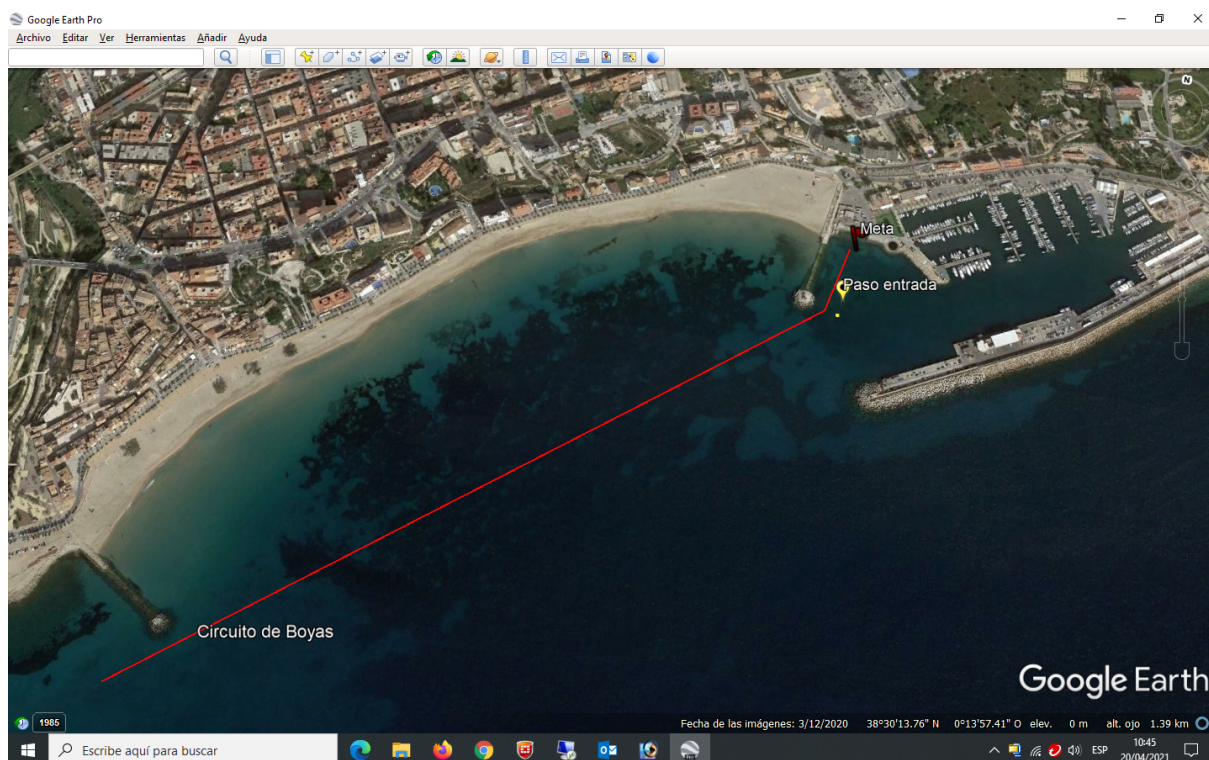 Google Earth Pro
Archivo Editar Ver Herramientas Añadir Ayuda
N
Meta
Paso entrada
Circuito de Boyas
Google Earth
1985
Fecha de las imágenes: 3/12/2020 38°30'13.76" N 0°13'57.41" O elev. 0 m alt. ojo 1.39 km
Escribe aquí para buscar
ESP
10:45
20/04/2021